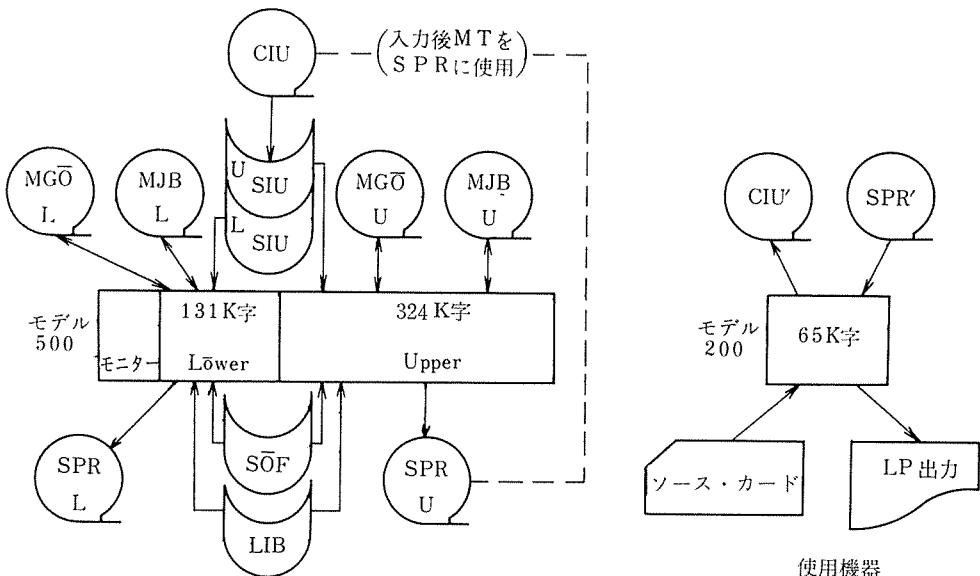 CIU
(入力後MTを
SPRに使用)
MGŌ
L
MJB
L
U
SIU
L
SIU
MGŌ
U
MJB
U
モデル
500
モニター
131K字
Lōwer
324K字
Upper
SPR
L
SŌF
LIB
SPR
U
CIU′
SPR′
モデル
200
65K字
ソース・カード
LP出力
使用機器